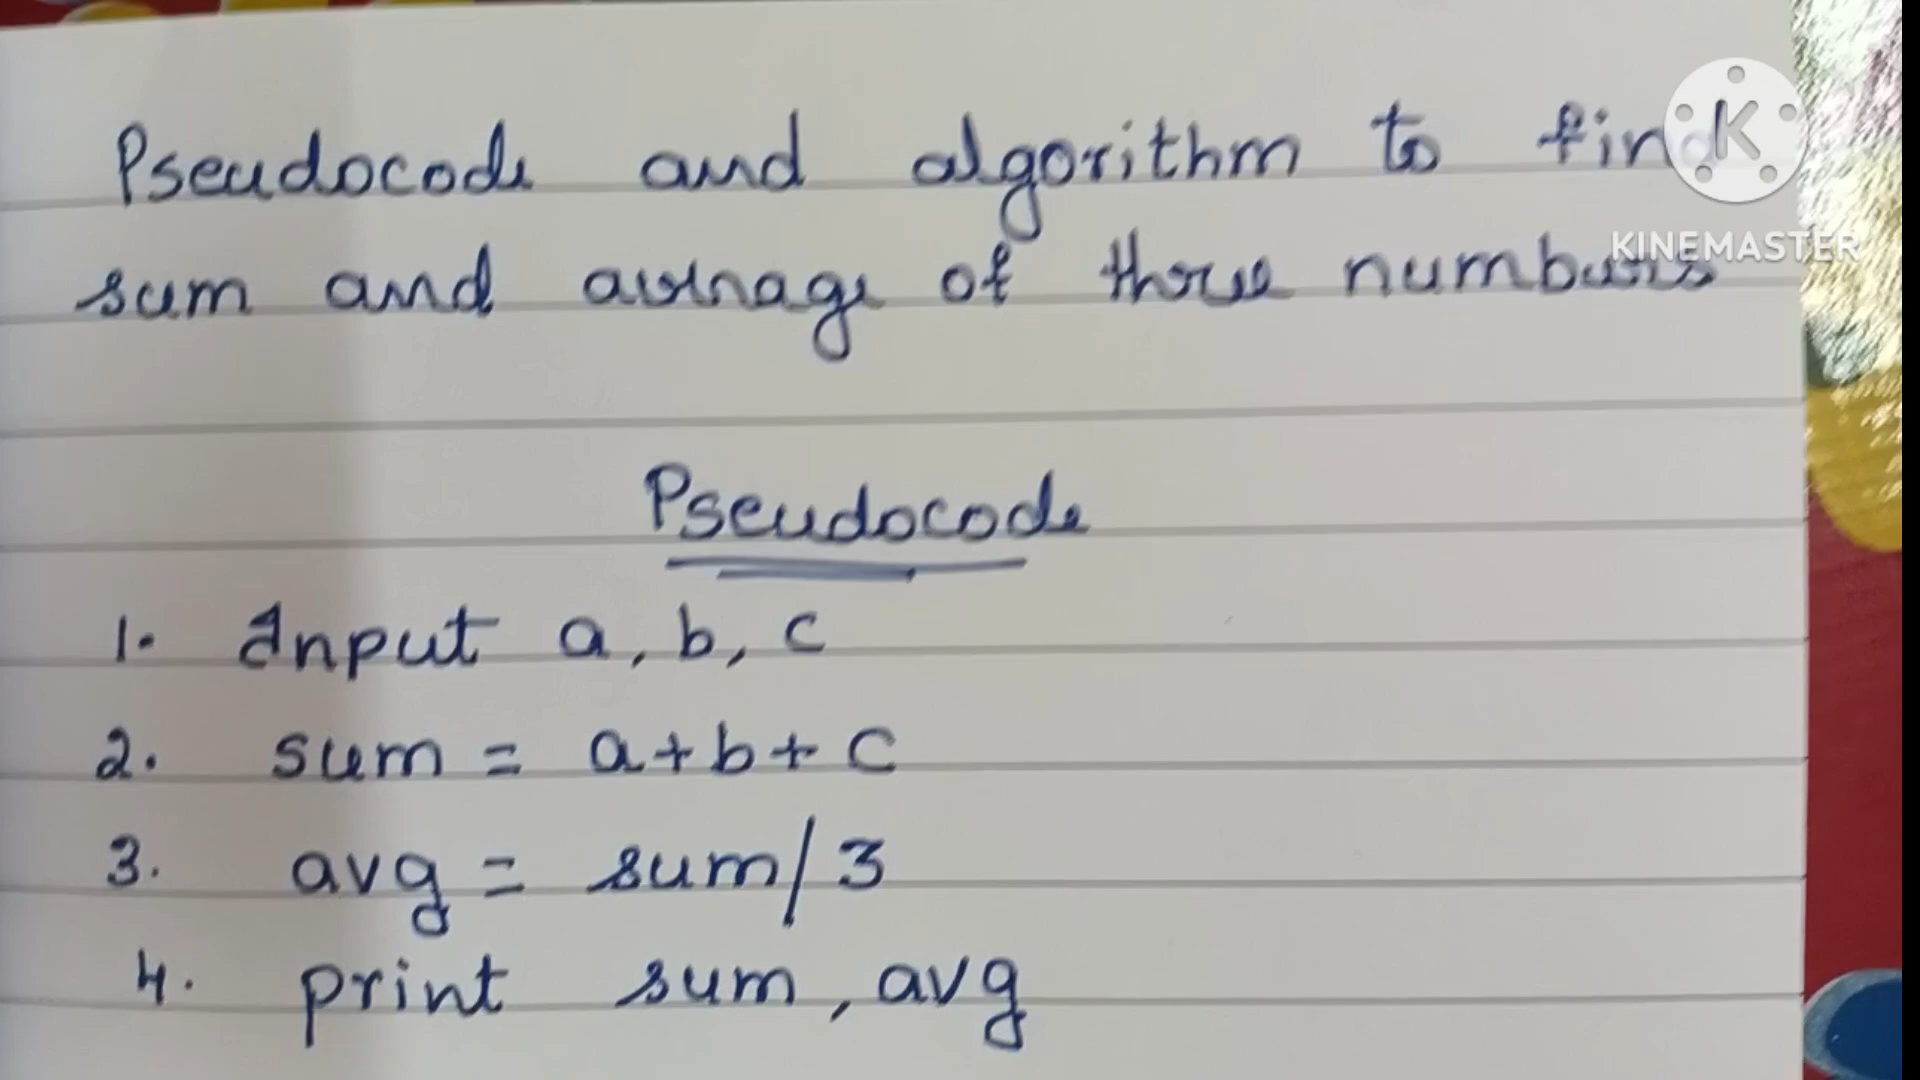 Pseudocode and algorithm to find
sum and average of three numbers
K
KINEMASTER
Pseudocode
1. Input a, b, c
2. sum = a+b+c
3. avg = sum/3
4. print sum, avg